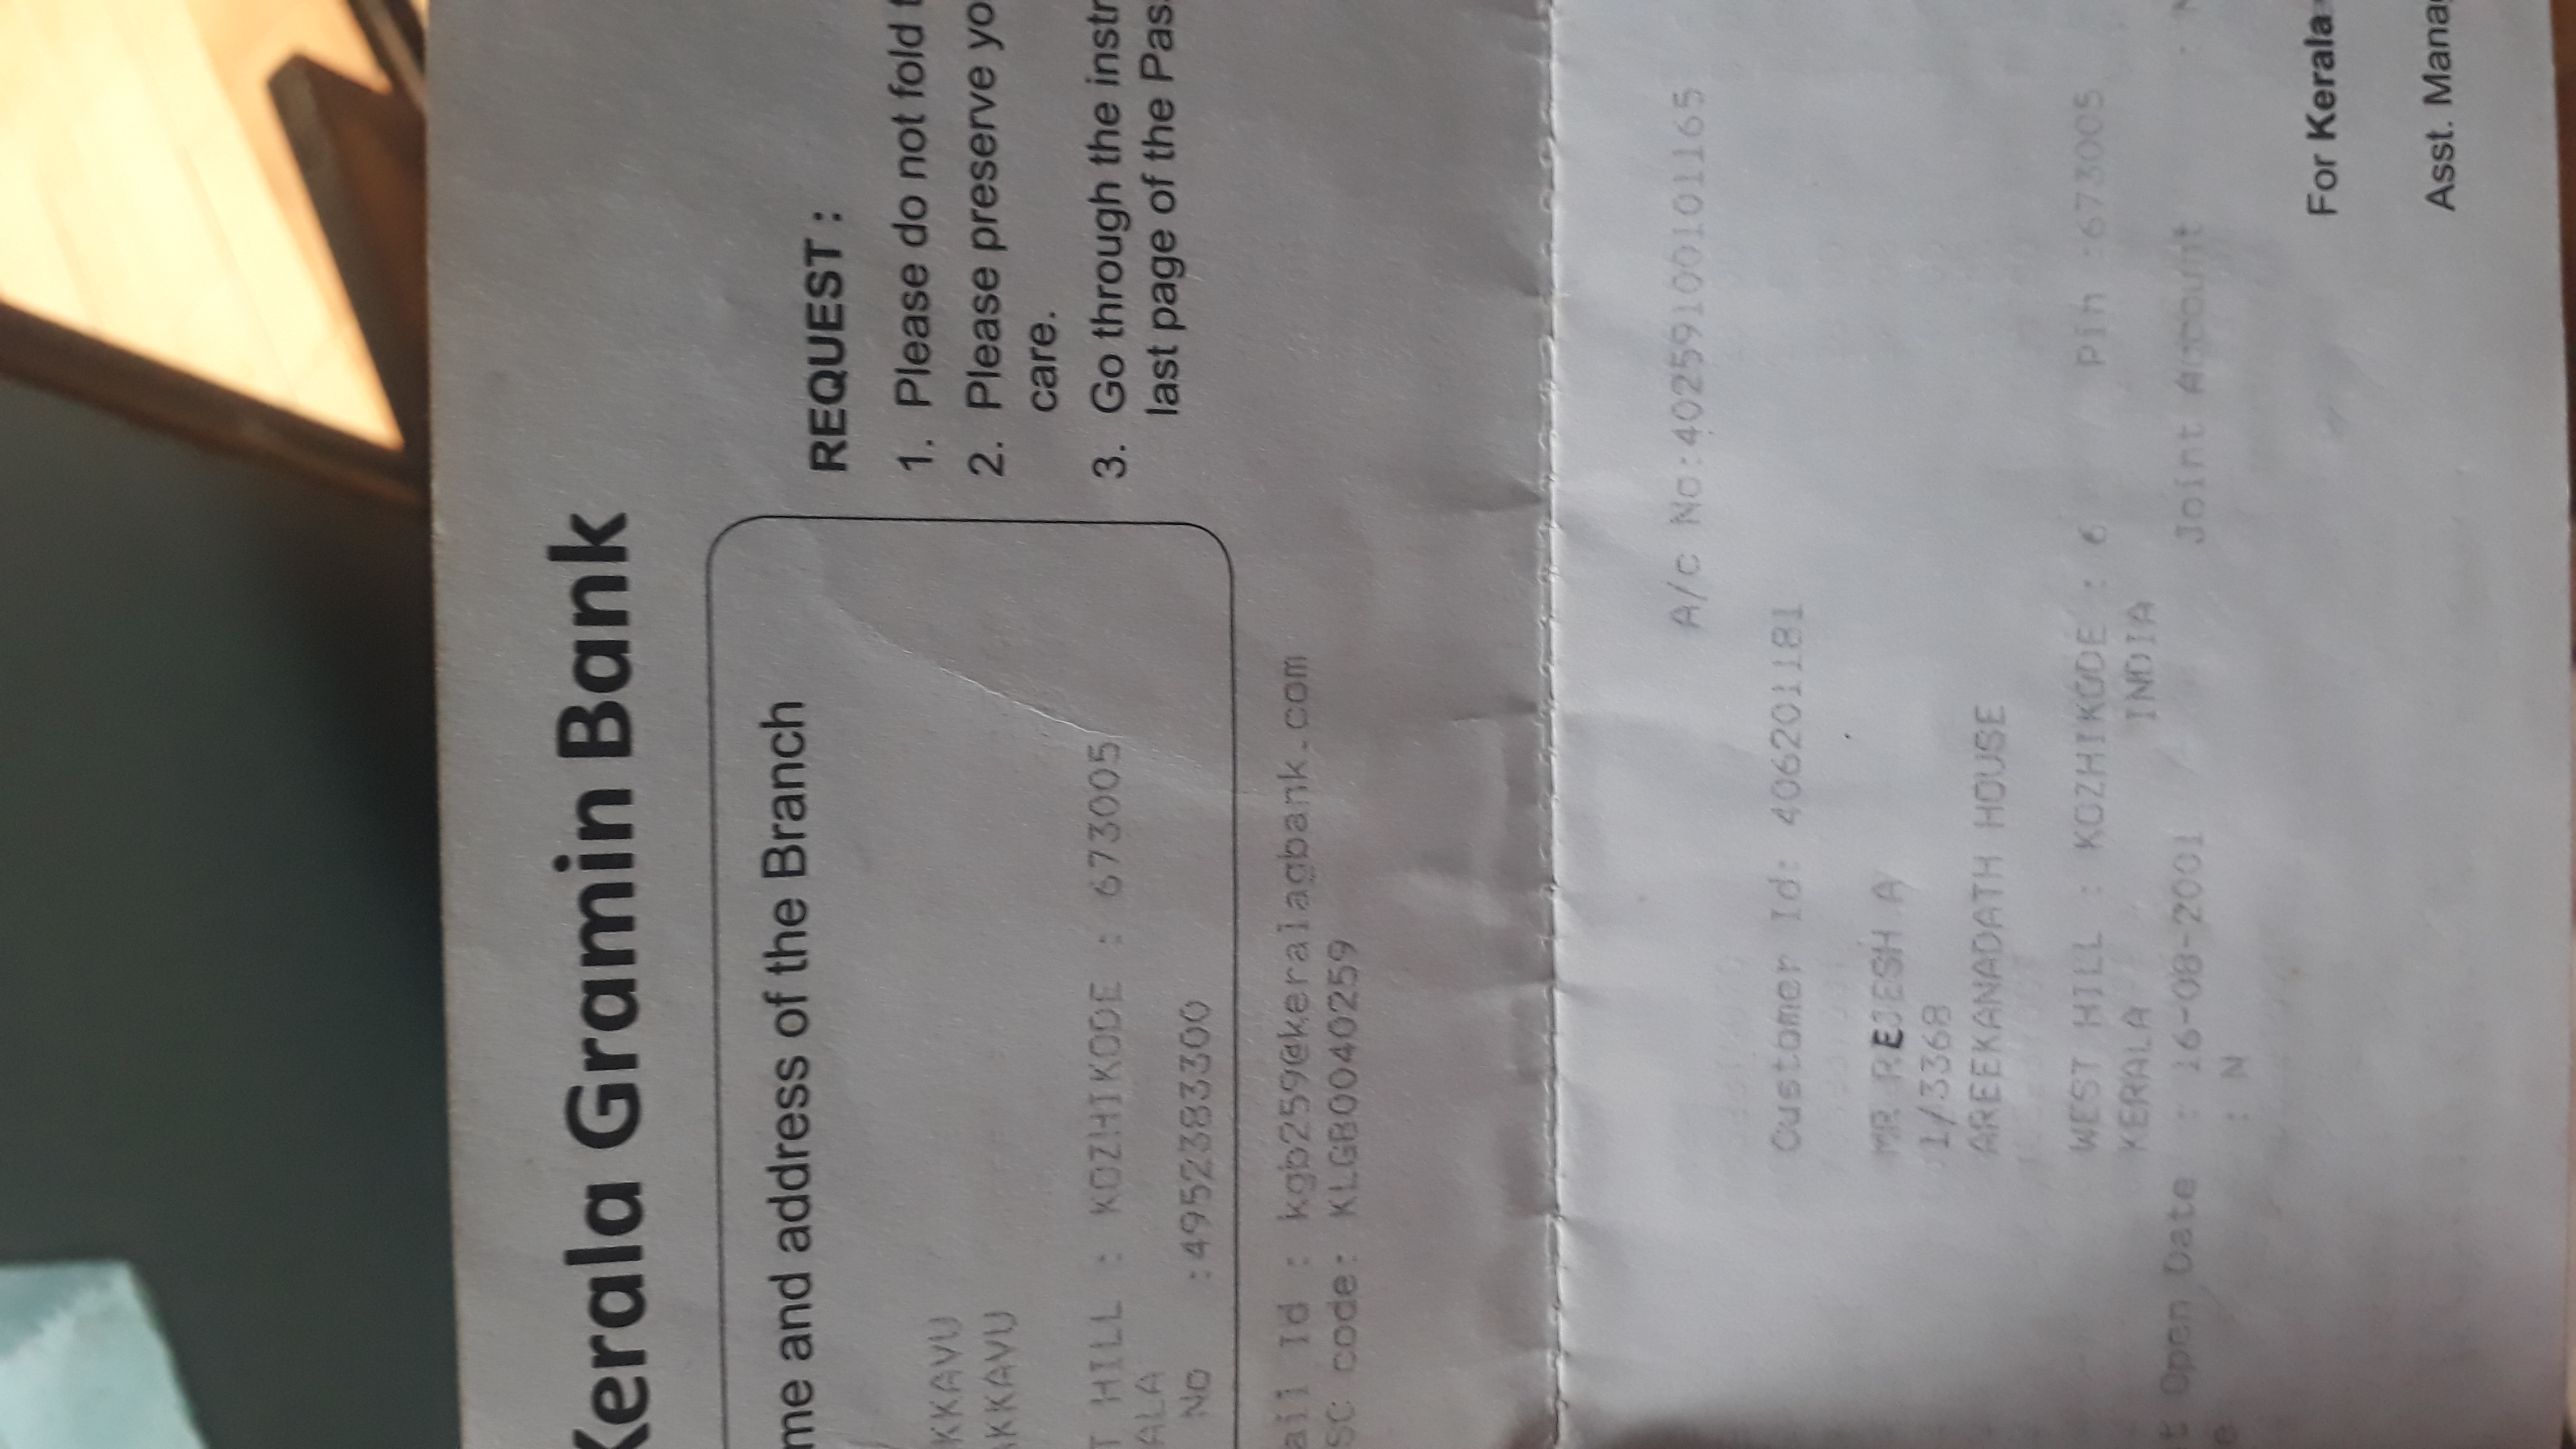 Kerala Gramin Bank
me and address of the Branch
KKAVU
AKKAVU
T HILL : KOZHIKODE : 673005
ALA
No :4952383300
ail Id : kgb259@keralagbank.com
SC code: KLGB0040259
REQUEST :
1. Please do not fold t
2. Please preserve yo
care.
3. Go through the instr
last page of the Pas
A/c No:40259100101165
Customer Id: 406201181
MR REJESH A
1/3368
AREEKANADATH HOUSE
WEST HILL : KOZHIKODE : 6 Pin :673005
KERALA INDIA
t Open Date : 16-08-2001 Joint Account : N
e : N
For Kerala
Asst. Mana